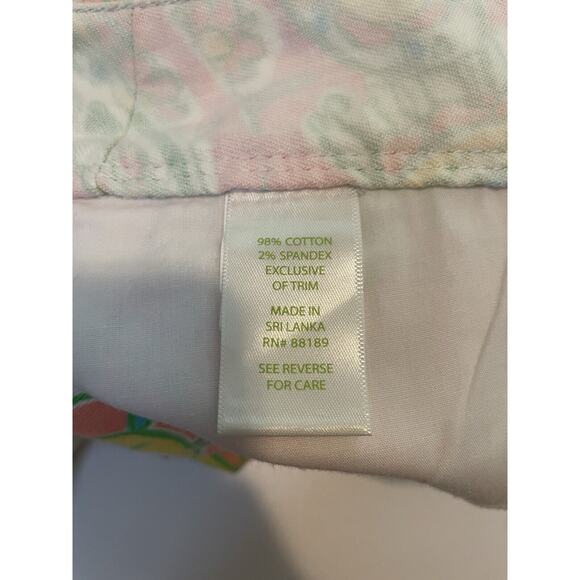 98% COTTON
2% SPANDEX
EXCLUSIVE
OF TRIM
MADE IN
SRI LANKA
RN# 88189
SEE REVERSE
FOR CARE